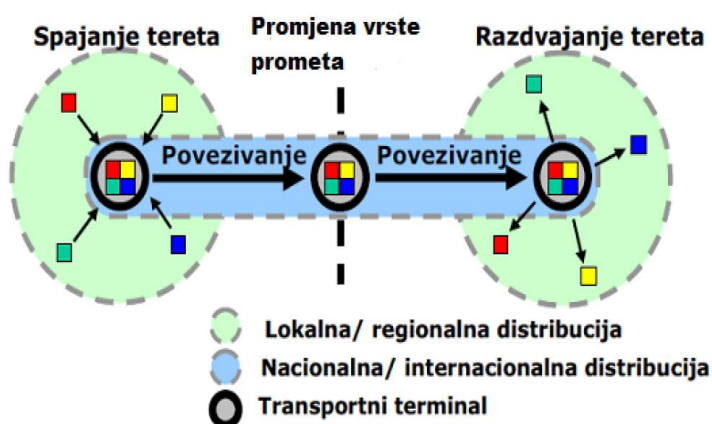 Spajanje tereta
Promjena vrste
prometa
Razdvajanje tereta
Povezivanje
Povezivanje
Lokalna/ regionalna distribucija
Nacionalna/ internacionalna distribucija
Transportni terminal